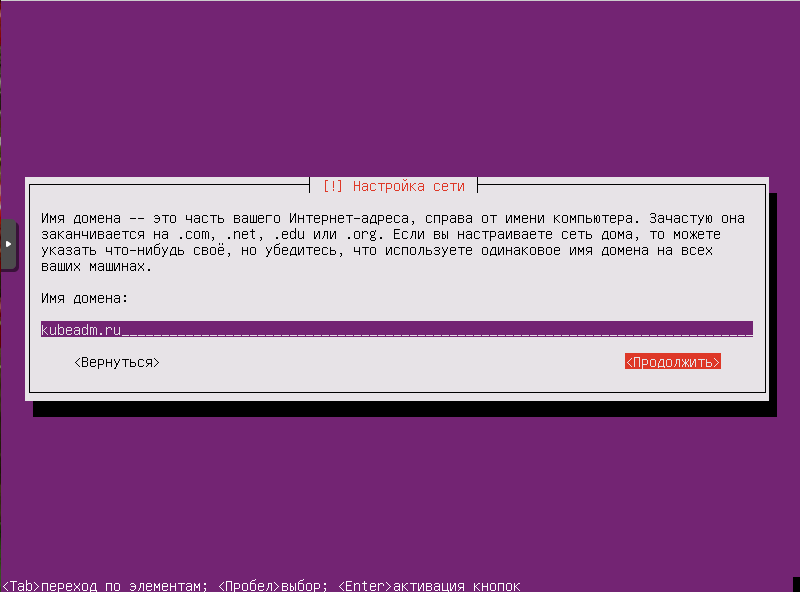 [!] Настройка сети
Имя домена -- это часть вашего Интернет-адреса, справа от имени компьютера. Зачастую она
заканчивается на .com, .net, .edu или .org. Если вы настраиваете сеть дома, то можете
указать что-нибудь своё, но убедитесь, что используете одинаковое имя домена на всех
ваших машинах.
Имя домена:
kubeadm.ru
<Вернуться> <Продолжить>
<Tab>переход по элементам; <Пробел>выбор; <Enter>активация кнопок